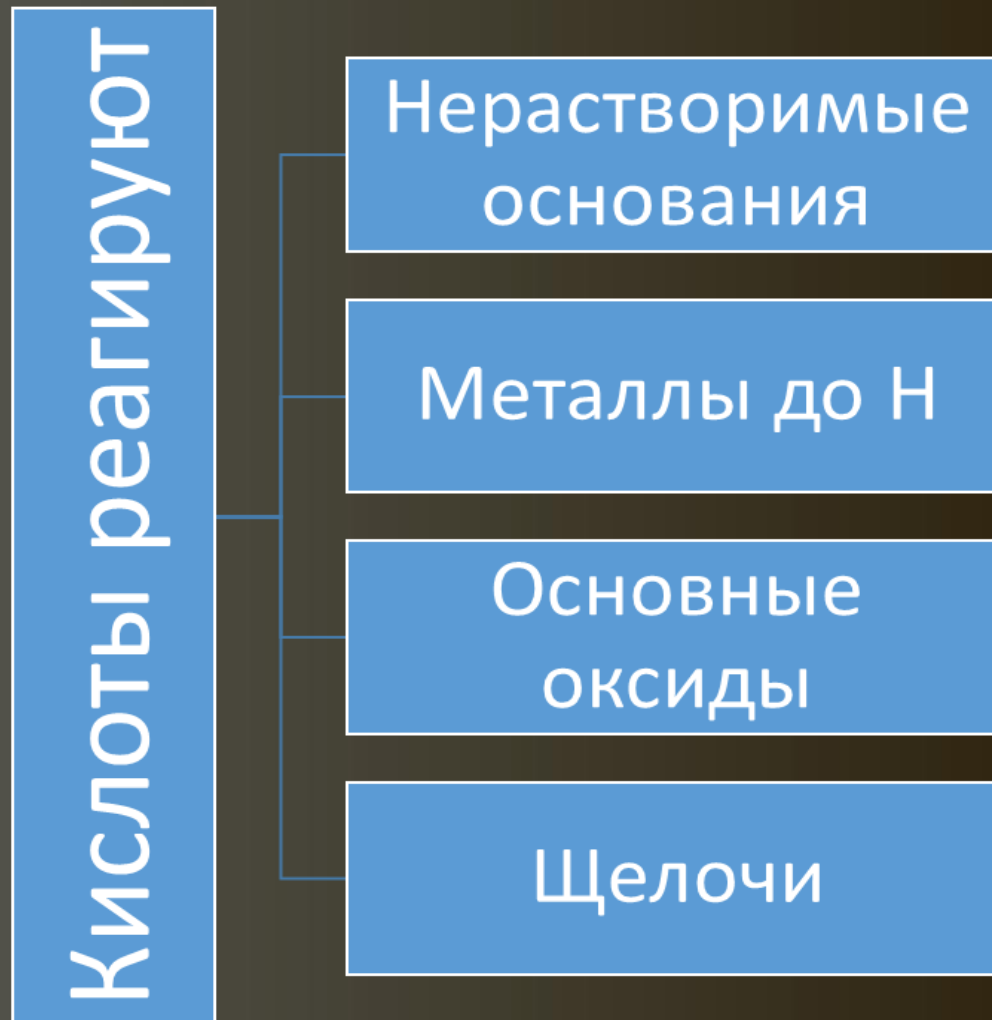 Кислоты реагируют
Нерастворимые
основания
Металлы до Н
Основные
оксиды
Щелочи